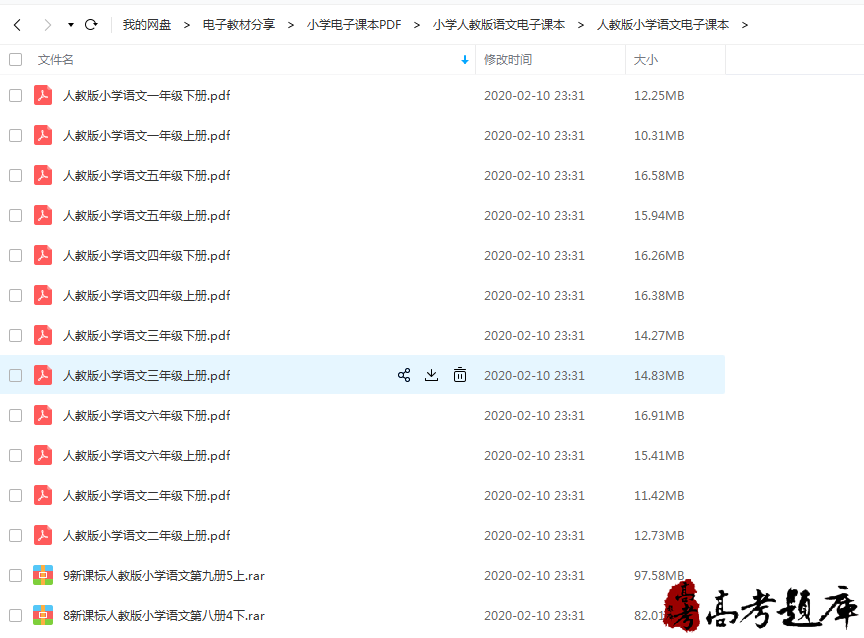 我的网盘 > 电子教材分享 > 小学电子课本PDF > 小学人教版语文电子课本 > 人教版小学语文电子课本 >
文件名 修改时间 大小
人教版小学语文一年级下册.pdf 2020-02-10 23:31 12.25MB
人教版小学语文一年级上册.pdf 2020-02-10 23:31 10.31MB
人教版小学语文五年级下册.pdf 2020-02-10 23:31 16.58MB
人教版小学语文五年级上册.pdf 2020-02-10 23:31 15.94MB
人教版小学语文四年级下册.pdf 2020-02-10 23:31 16.26MB
人教版小学语文四年级上册.pdf 2020-02-10 23:31 16.38MB
人教版小学语文三年级下册.pdf 2020-02-10 23:31 14.27MB
人教版小学语文三年级上册.pdf 2020-02-10 23:31 14.83MB
人教版小学语文六年级下册.pdf 2020-02-10 23:31 16.91MB
人教版小学语文六年级上册.pdf 2020-02-10 23:31 15.41MB
人教版小学语文二年级下册.pdf 2020-02-10 23:31 11.42MB
人教版小学语文二年级上册.pdf 2020-02-10 23:31 12.73MB
9新课标人教版小学语文第九册5上.rar 2020-02-10 23:31 97.58MB
8新课标人教版小学语文第八册4下.rar 2020-02-10 23:31
高考 高考题库